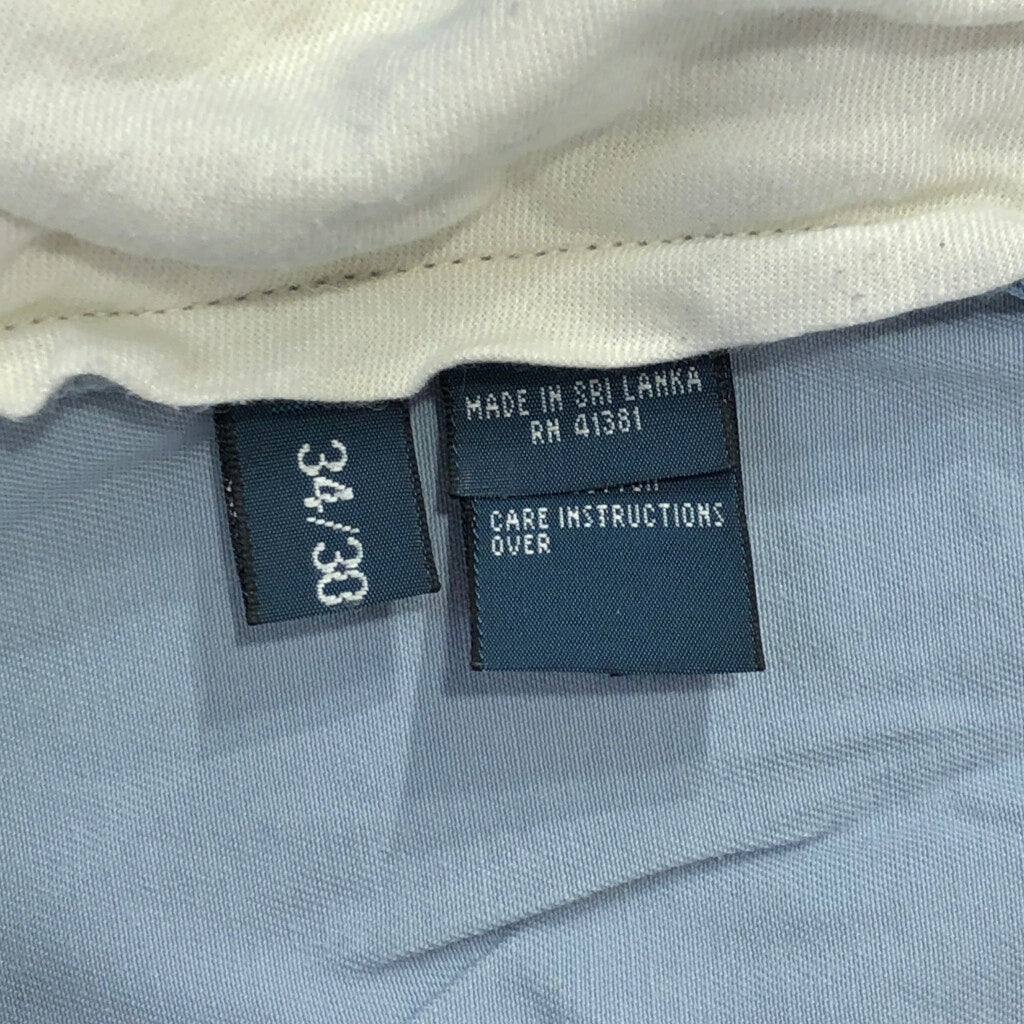 34/30
MADE IN SRI LANKA
RN 41381
CARE INSTRUCTIONS
OVER